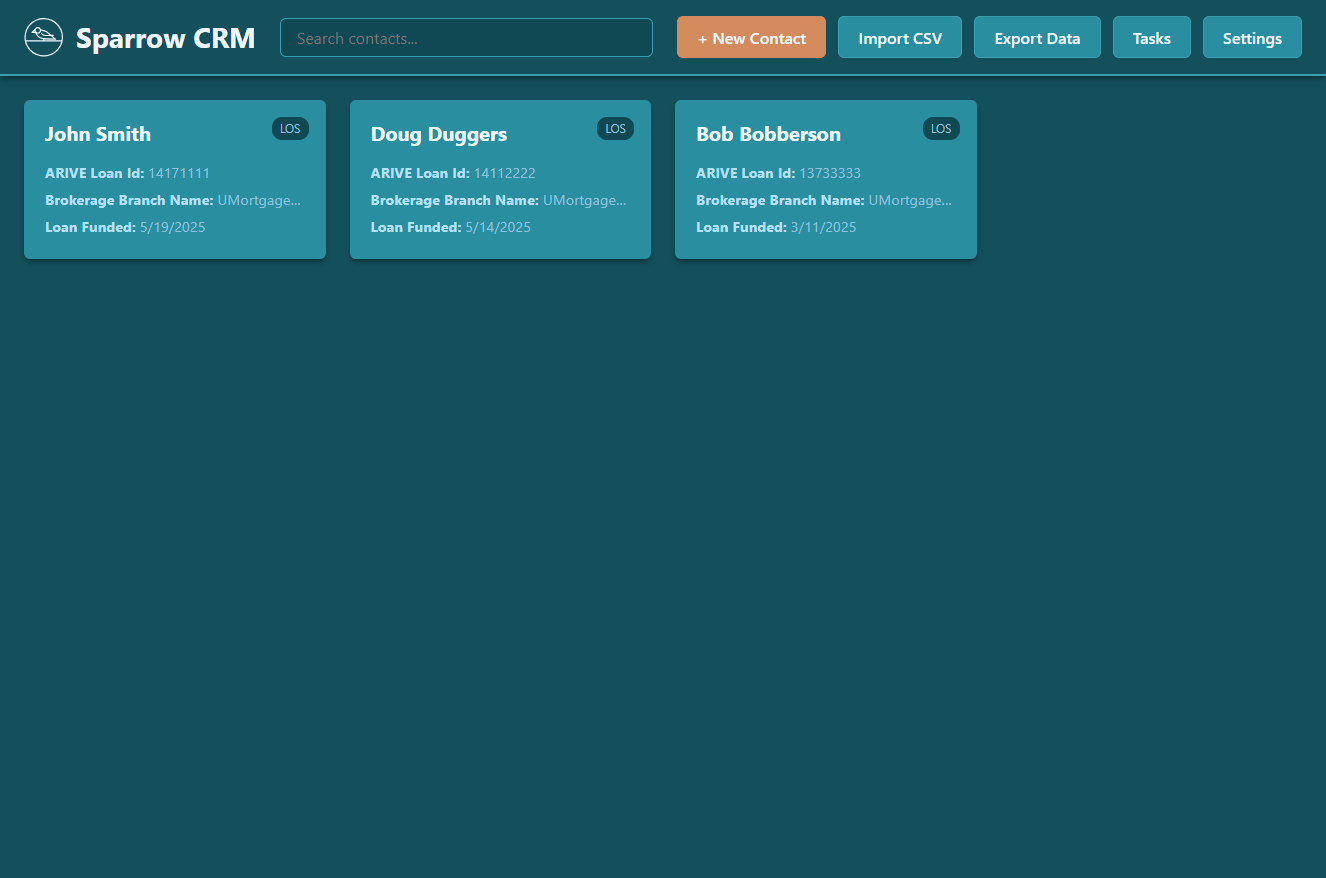 Sparrow CRM
Search contacts...
+ New Contact
Import CSV
Export Data
Tasks
Settings
John Smith
LOS
ARIVE Loan Id: 14171111
Brokerage Branch Name: UMortgage...
Loan Funded: 5/19/2025
Doug Duggers
LOS
ARIVE Loan Id: 14112222
Brokerage Branch Name: UMortgage...
Loan Funded: 5/14/2025
Bob Bobberson
LOS
ARIVE Loan Id: 13733333
Brokerage Branch Name: UMortgage...
Loan Funded: 3/11/2025